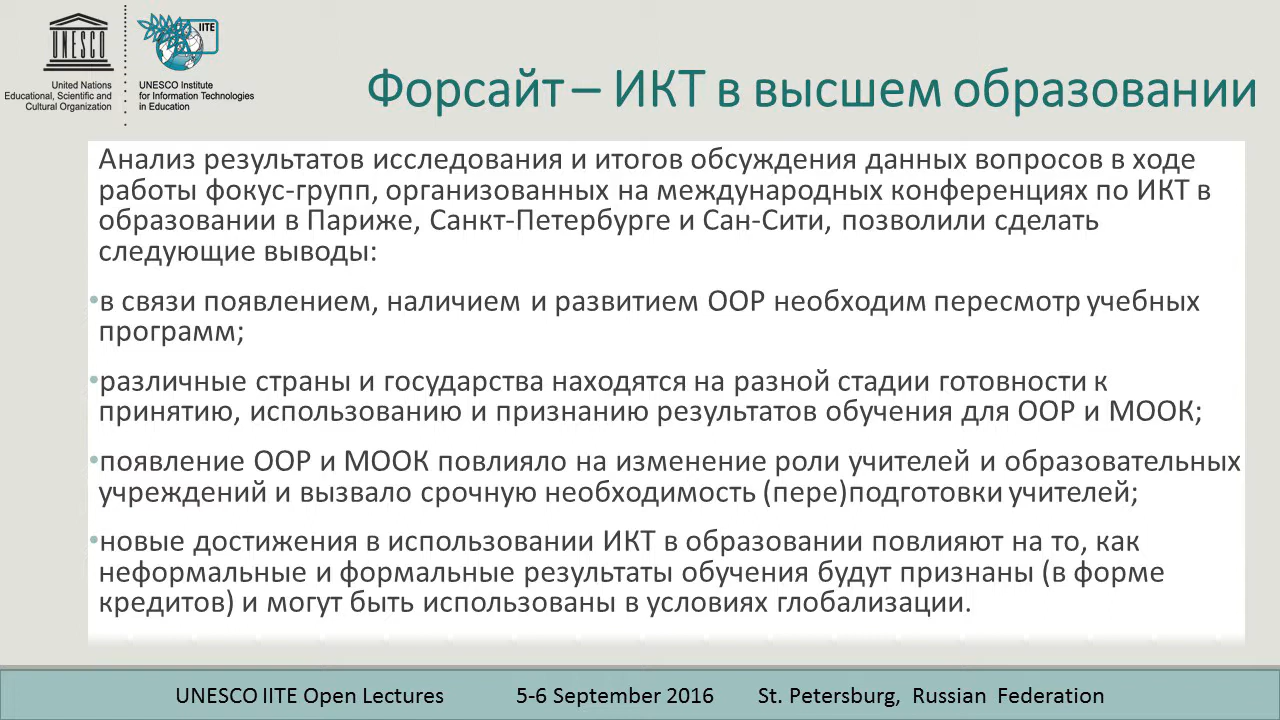 UNESCO
United Nations
Educational, Scientific and
Cultural Organization
IITE
UNESCO Institute
for Information Technologies
in Education
Форсайт – ИКТ в высшем образовании
Анализ результатов исследования и итогов обсуждения данных вопросов в ходе
работы фокус-групп, организованных на международных конференциях по ИКТ в
образовании в Париже, Санкт-Петербурге и Сан-Сити, позволили сделать
следующие выводы:
•в связи появлением, наличием и развитием ООР необходим пересмотр учебных
программ;
•различные страны и государства находятся на разной стадии готовности к
принятию, использованию и признанию результатов обучения для ООР и МООК;
•появление ООР и МООК повлияло на изменение роли учителей и образовательных
учреждений и вызвало срочную необходимость (пере)подготовки учителей;
•новые достижения в использовании ИКТ в образовании повлияют на то, как
неформальные и формальные результаты обучения будут признаны (в форме
кредитов) и могут быть использованы в условиях глобализации.
UNESCO IITE Open Lectures 5-6 September 2016 St. Petersburg, Russian Federation